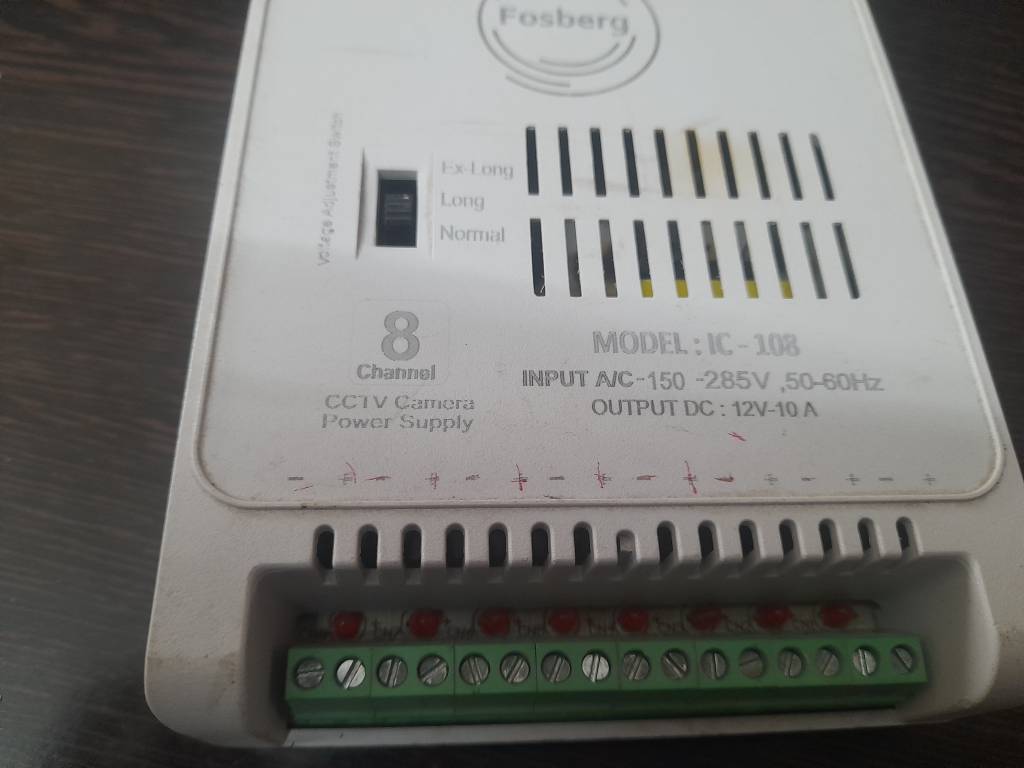 Fosberg
Voltage Adjustment Switch
Ex-Long
Long
Normal
8
Channel
CCTV Camera
Power Supply
MODEL : IC - 108
INPUT A/C-150 -285V ,50-60Hz
OUTPUT DC : 12V-10 A
- + - + - + - + - + - + - + - +